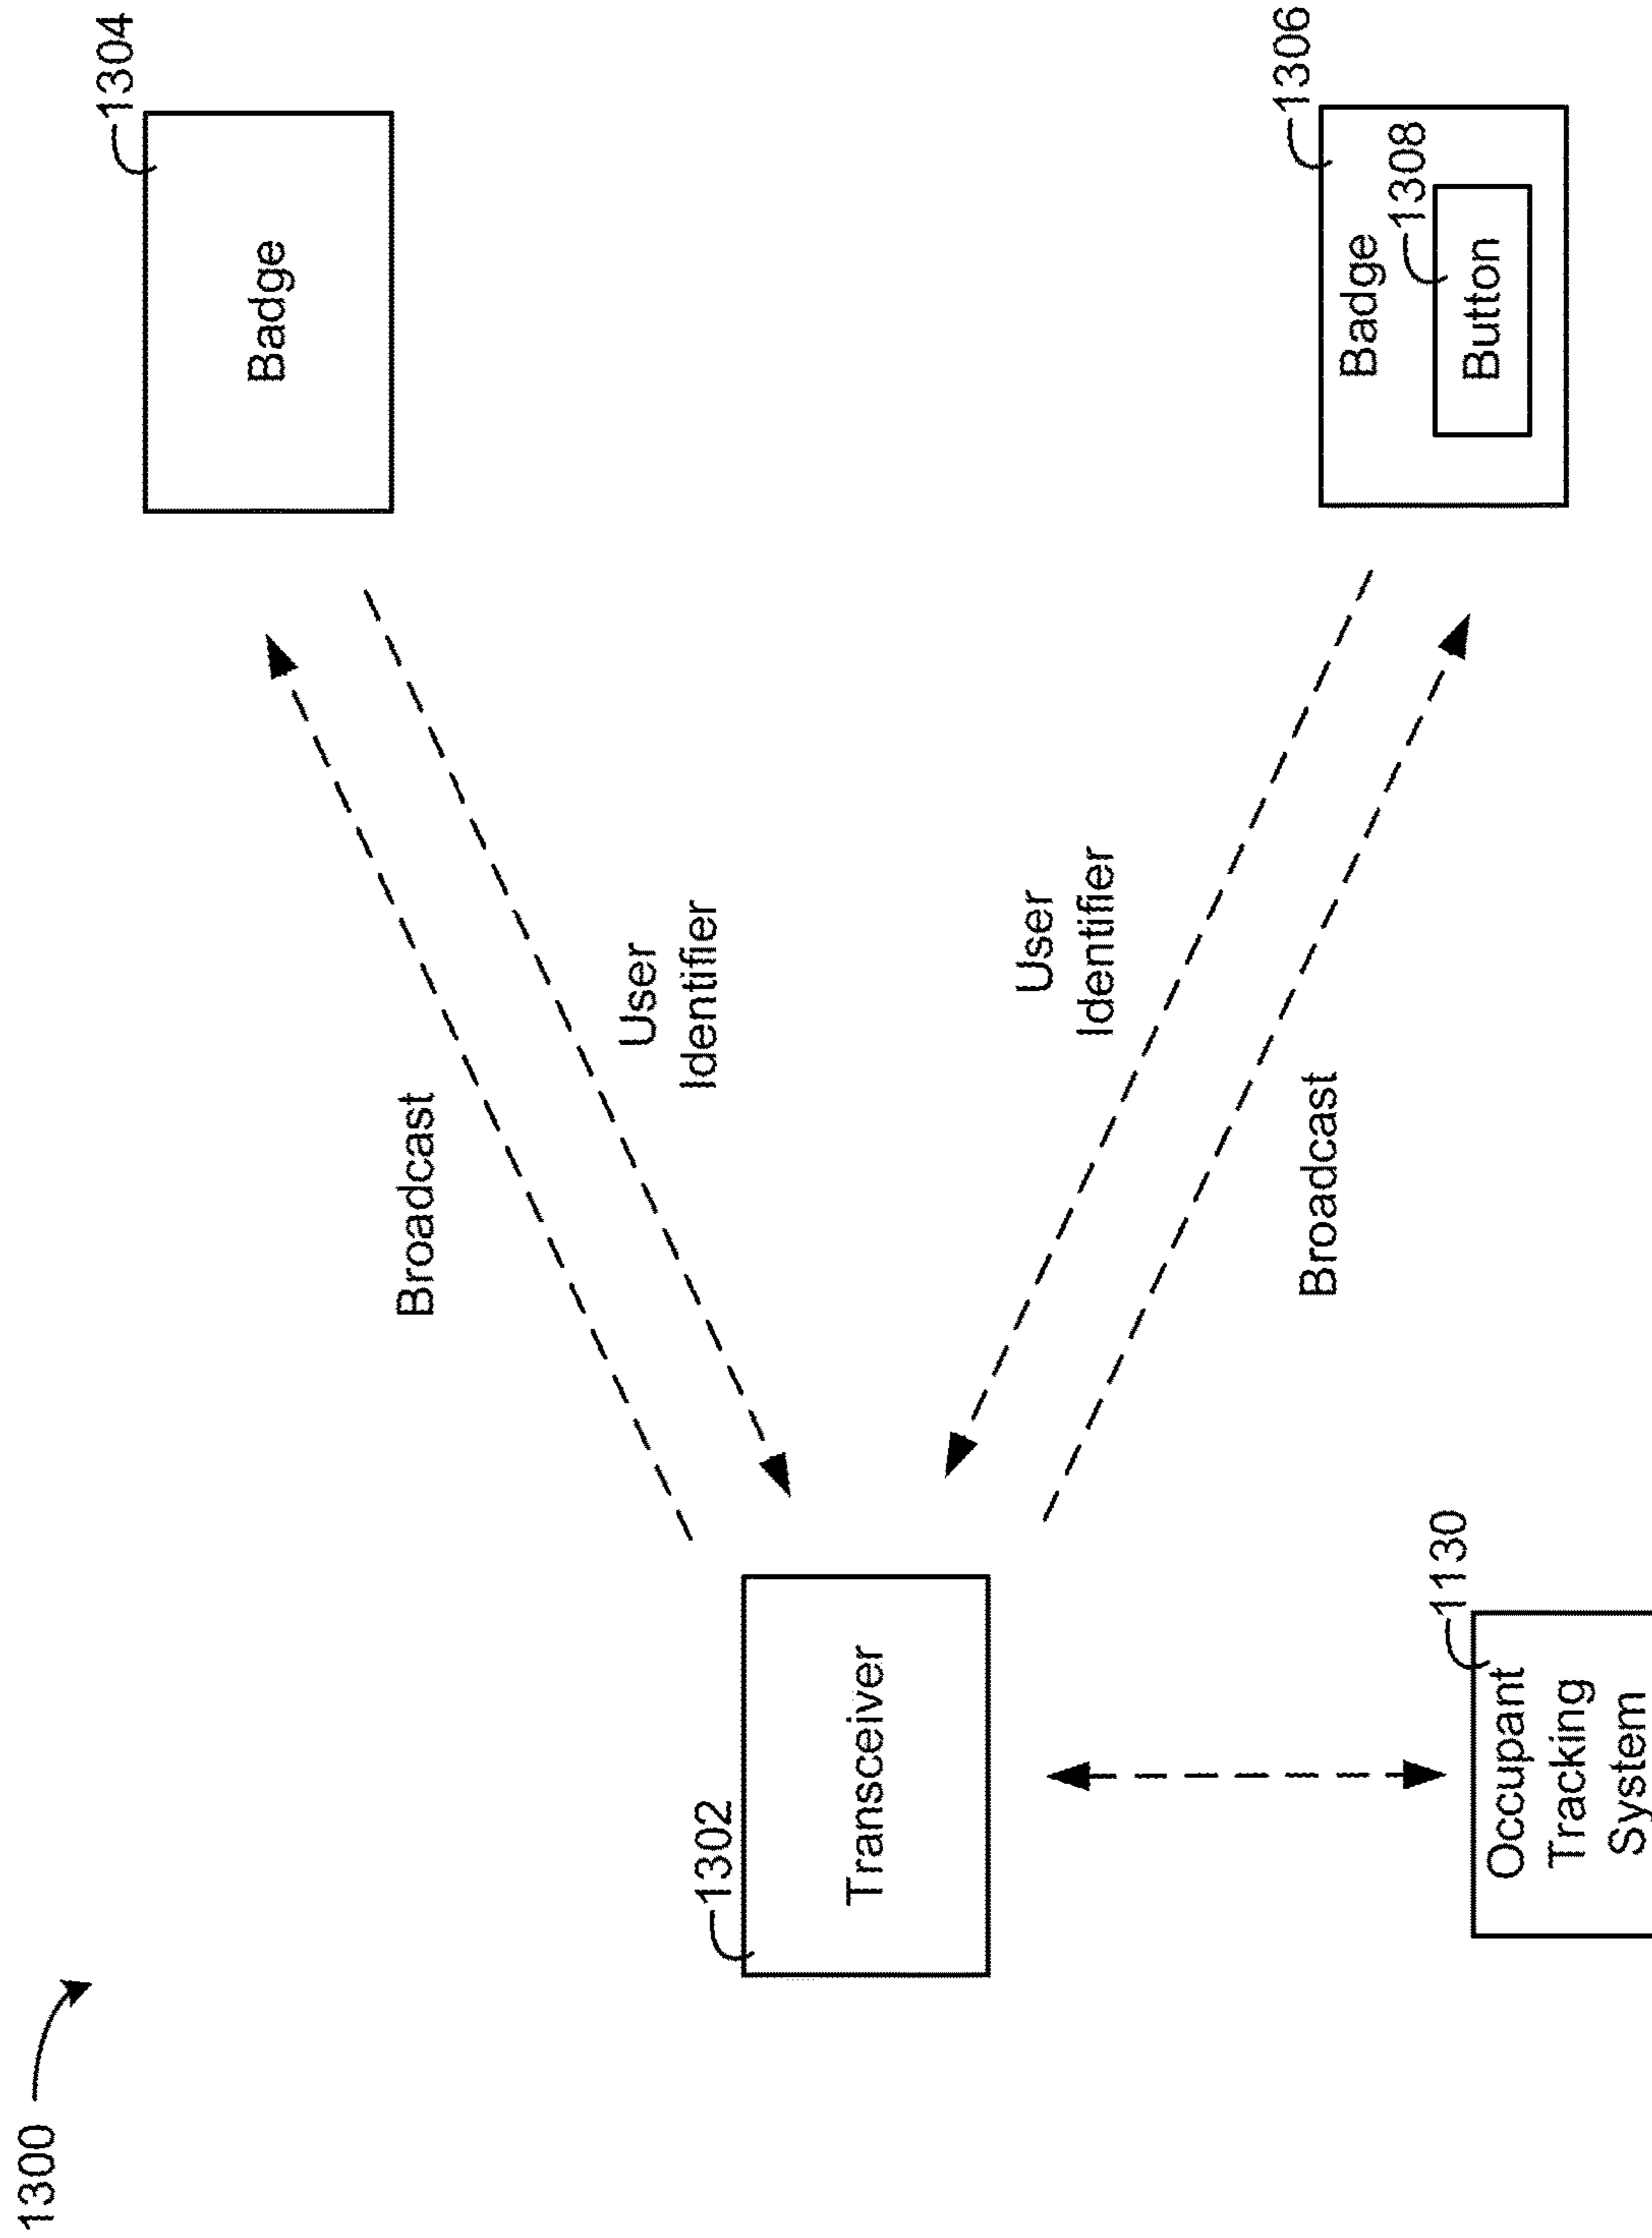 1300
1304
Badge
Broadcast
User
Identifier
1302
Transceiver
User
Identifier
Broadcast
1306
Badge
1308
Button
1130
Occupant
Tracking
System